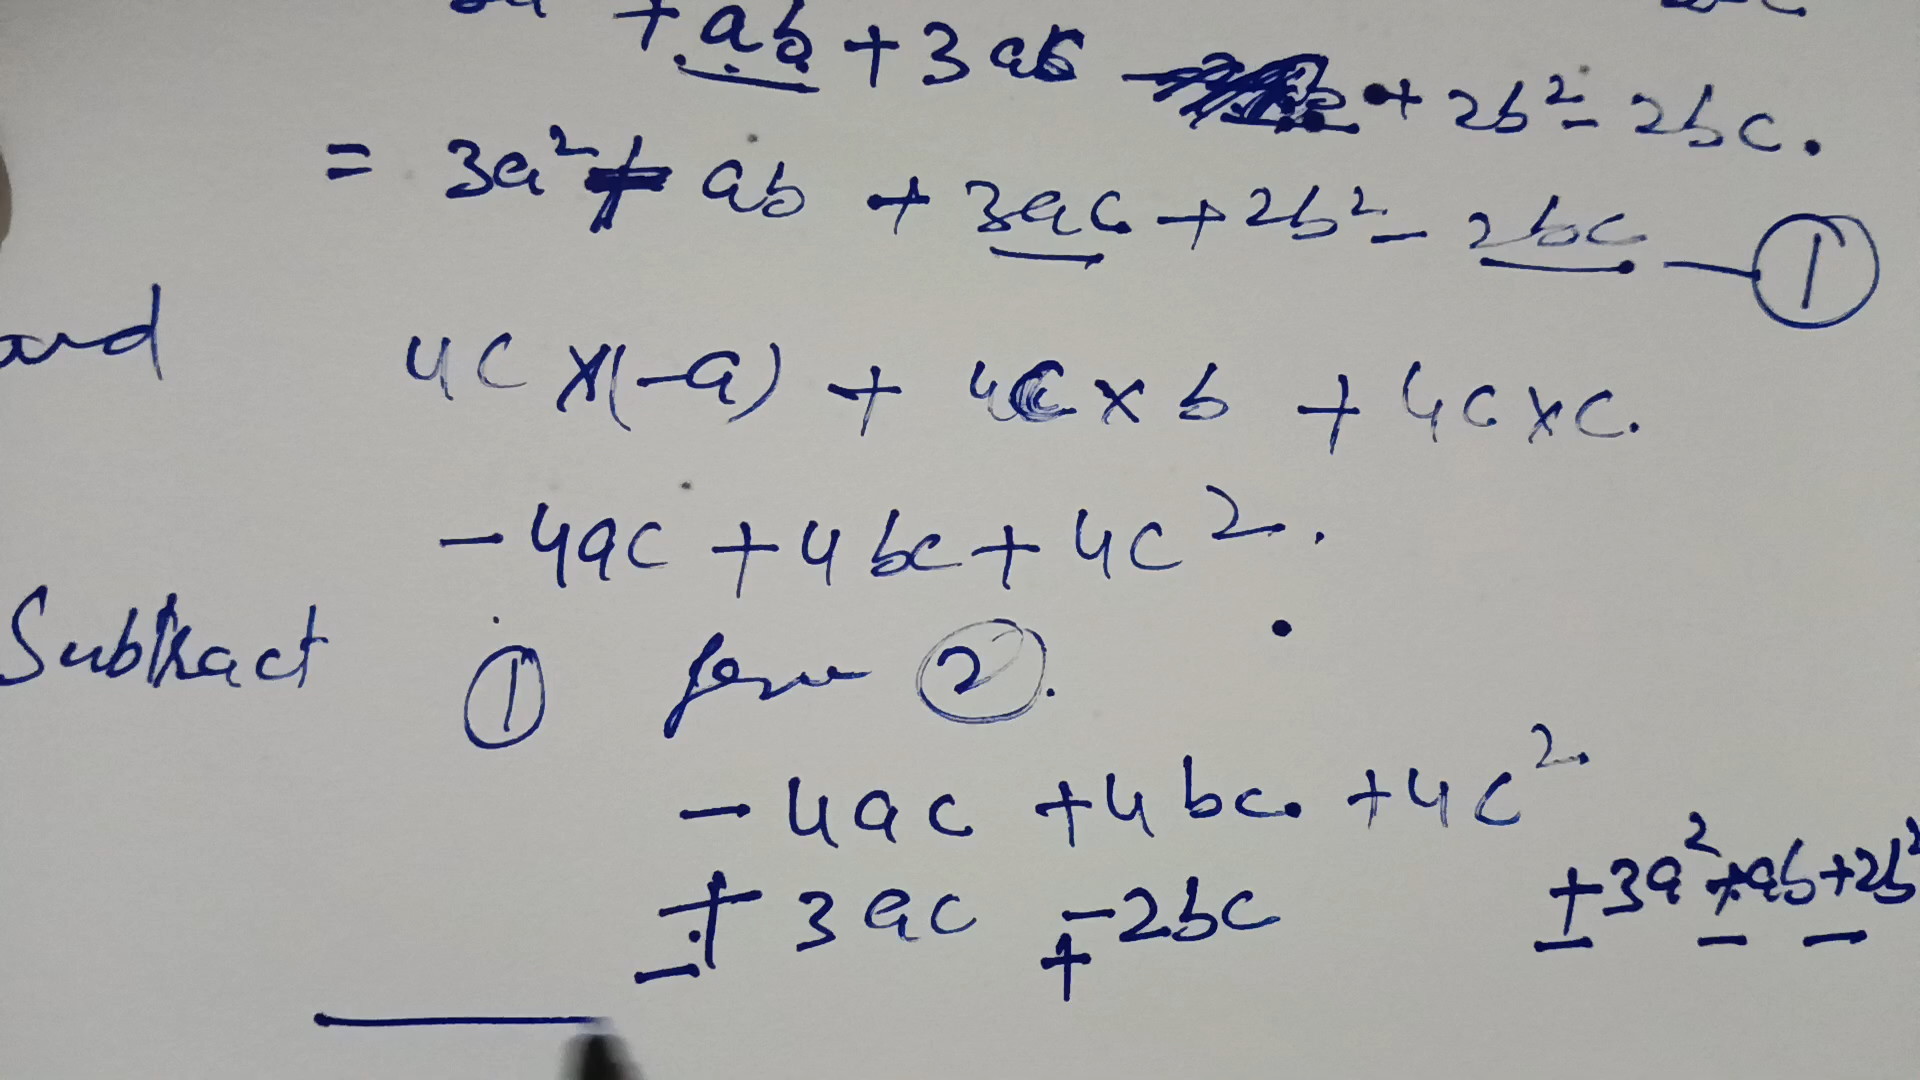 + ab + 3ab + 2b² - 2bc.
= 3a² + ab + 3ac + 2b² - 2bc — ①
and 4c × (-a) + 4c × b + 4c × c.
- 4ac + 4bc + 4c².
Subtract ① from ②.
- 4ac + 4bc. + 4c²
+ 3ac - 2bc + 3a² + ab + 2b²
- + - - -